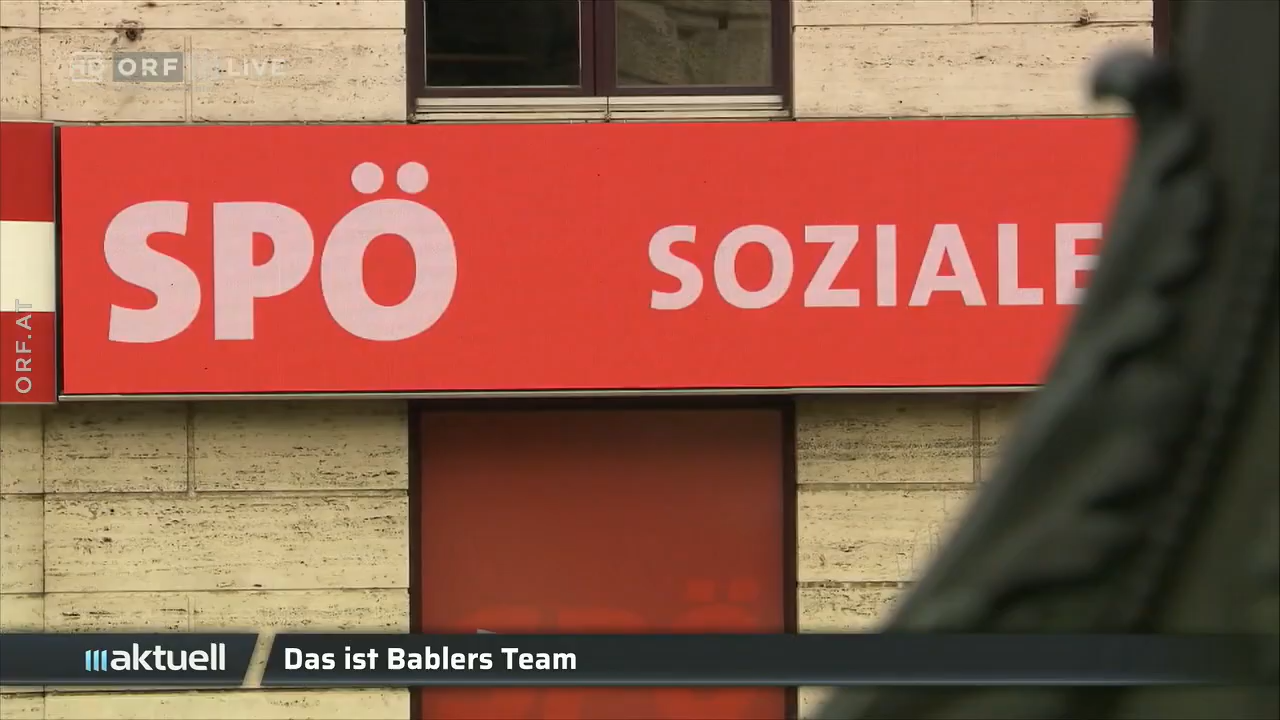 ORF
LIVE
SPÖ
SOZIALE
ORF.AT
aktuell
Das ist Bablers Team